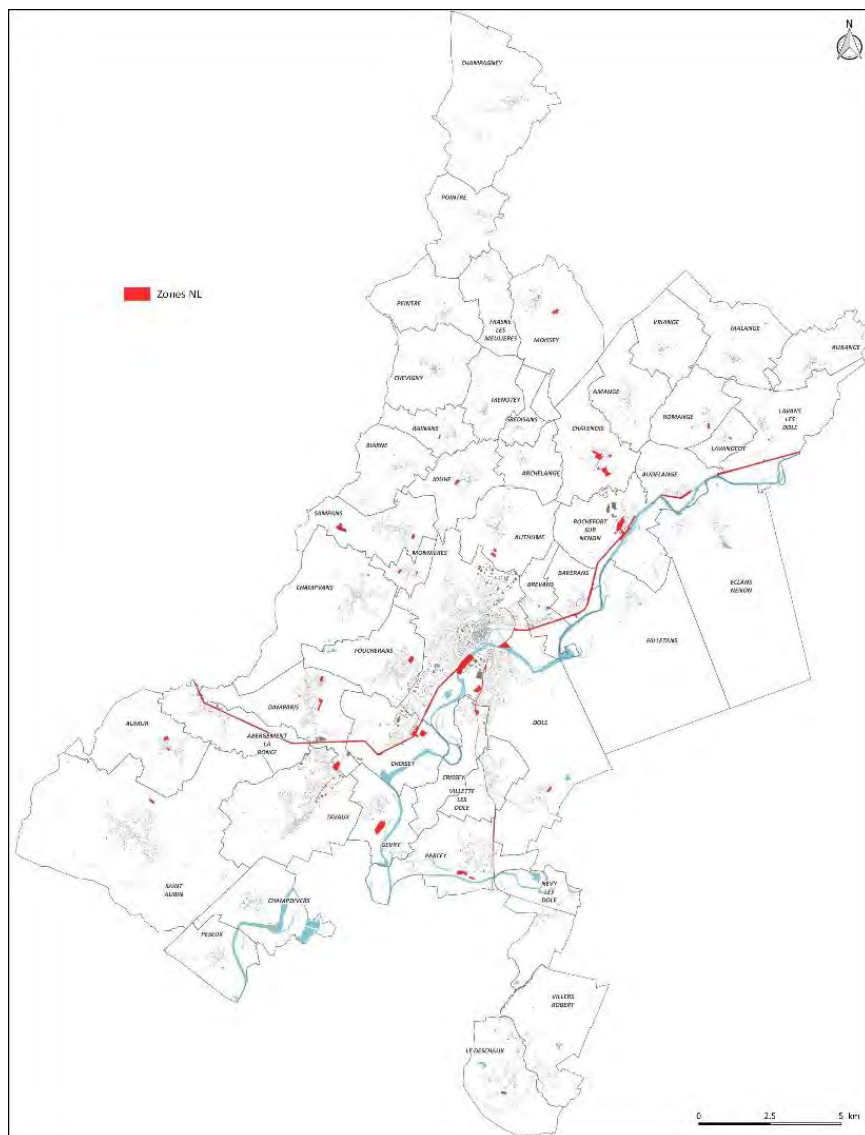 N
CHAMPAGNEY
POINTRE
Zones NL
PEINTRE
FRASNE
LES
MEULIERES
MOISSEY
VRIANGE
MALANGE
AUXANGE
CHEVIGNY
MENOTEY
GREDISANS
AMANGE
ROMANGE
LAVANS
LES
DOLE
RAINANS
CHATENOIS
LAVANGEOT
BIARNE
JOUHE
ARCHELANGE
AUDELANGE
SAMPANS
MONNIERES
AUTHUME
ROCHEFORT
SUR
NENON
BAVERANS
BREVANS
ECLANS
NENON
CHAMPVANS
FALLETANS
FOUCHERANS
DAMPARIS
AUMUR
ABERGEMENT
LA
RONCE
DOLE
CHOISEY
CRISSEY
VILLETTE
LES
DOLE
TAVAUX
GEVRY
PARCEY
SAINT
AUBIN
NEVY
LES
DOLE
CHAMPDIVERS
PESEUX
VILLERS
ROBERT
LE DESCHAUX
0 2.5 5 km